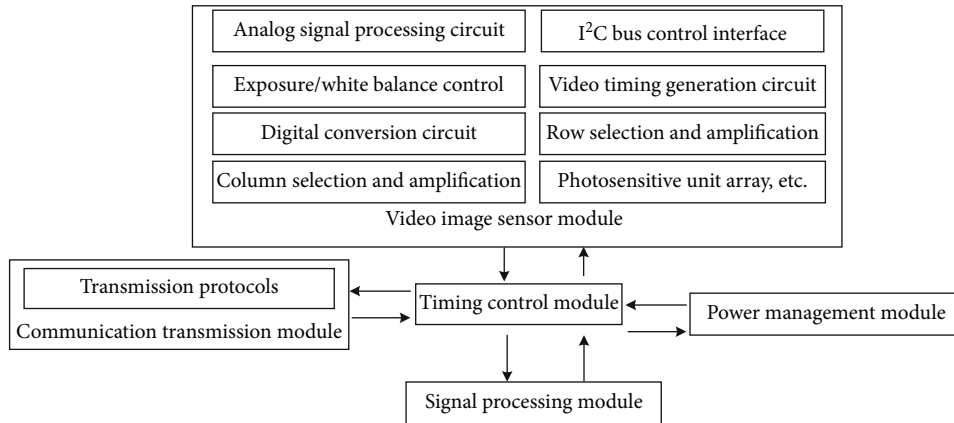 Analog signal processing circuit
I²C bus control interface
Exposure/white balance control
Video timing generation circuit
Digital conversion circuit
Row selection and amplification
Column selection and amplification
Photosensitive unit array, etc.
Video image sensor module
Transmission protocols
Communication transmission module
Timing control module
Power management module
Signal processing module